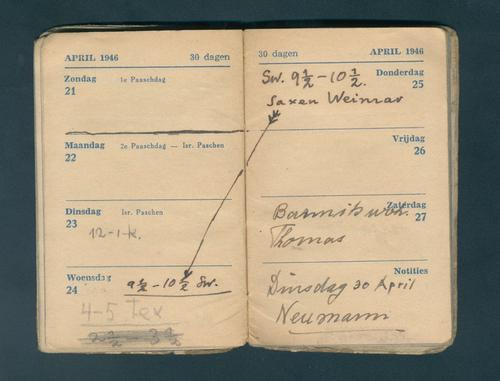 APRIL 1946 30 dagen
Zondag 1e Paaschdag
21
Maandag 2e Paaschdag — Isr. Paschen
22
Dinsdag Isr. Paschen
23
12-1-k.
Woensdag
24
9½-10½ Sw.
4-5 Tex
30 dagen APRIL 1946
Sw. 9½-10½. Donderdag
25
Saxen Weimar
Vrijdag
26
Zaterdag
27
Thomas
Notities
Dinsdag 30 April
Neumann